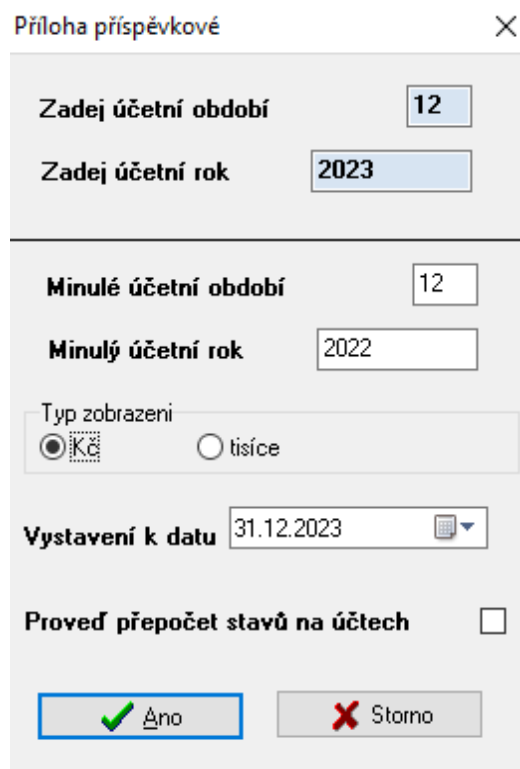 Příloha příspěvkové
Zadej účetní období 12
Zadej účetní rok 2023
Minulé účetní období 12
Minulý účetní rok 2022
Typ zobrazeni
Kč tisíce
Vystavení k datu 31.12.2023
Proveď přepočet stavů na účtech
Ano Storno